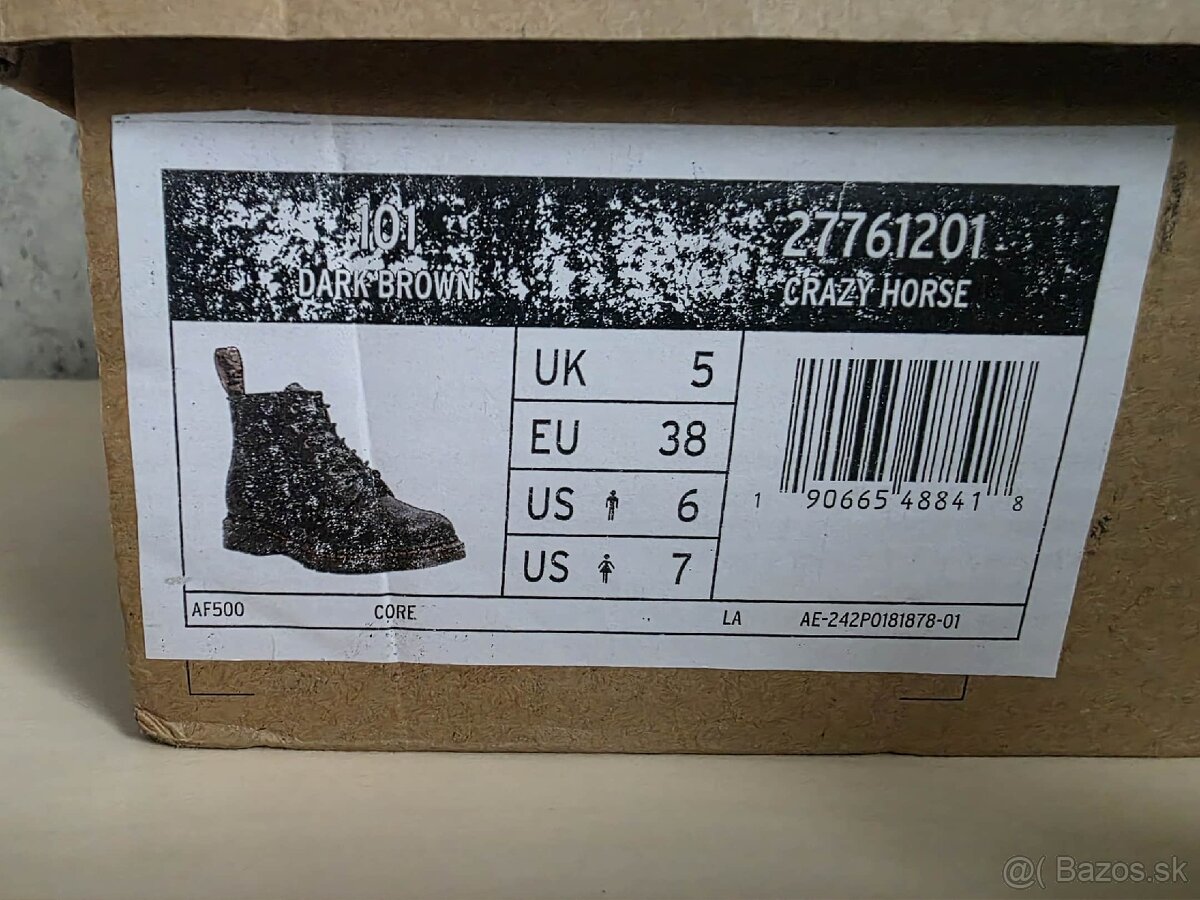 101
DARK BROWN
27761201
CRAZY HORSE
UK 5
EU 38
US 6
US 7
1 90665 48841 8
AF500 CORE LA AE-242P0181878-01
@( Bazos.sk